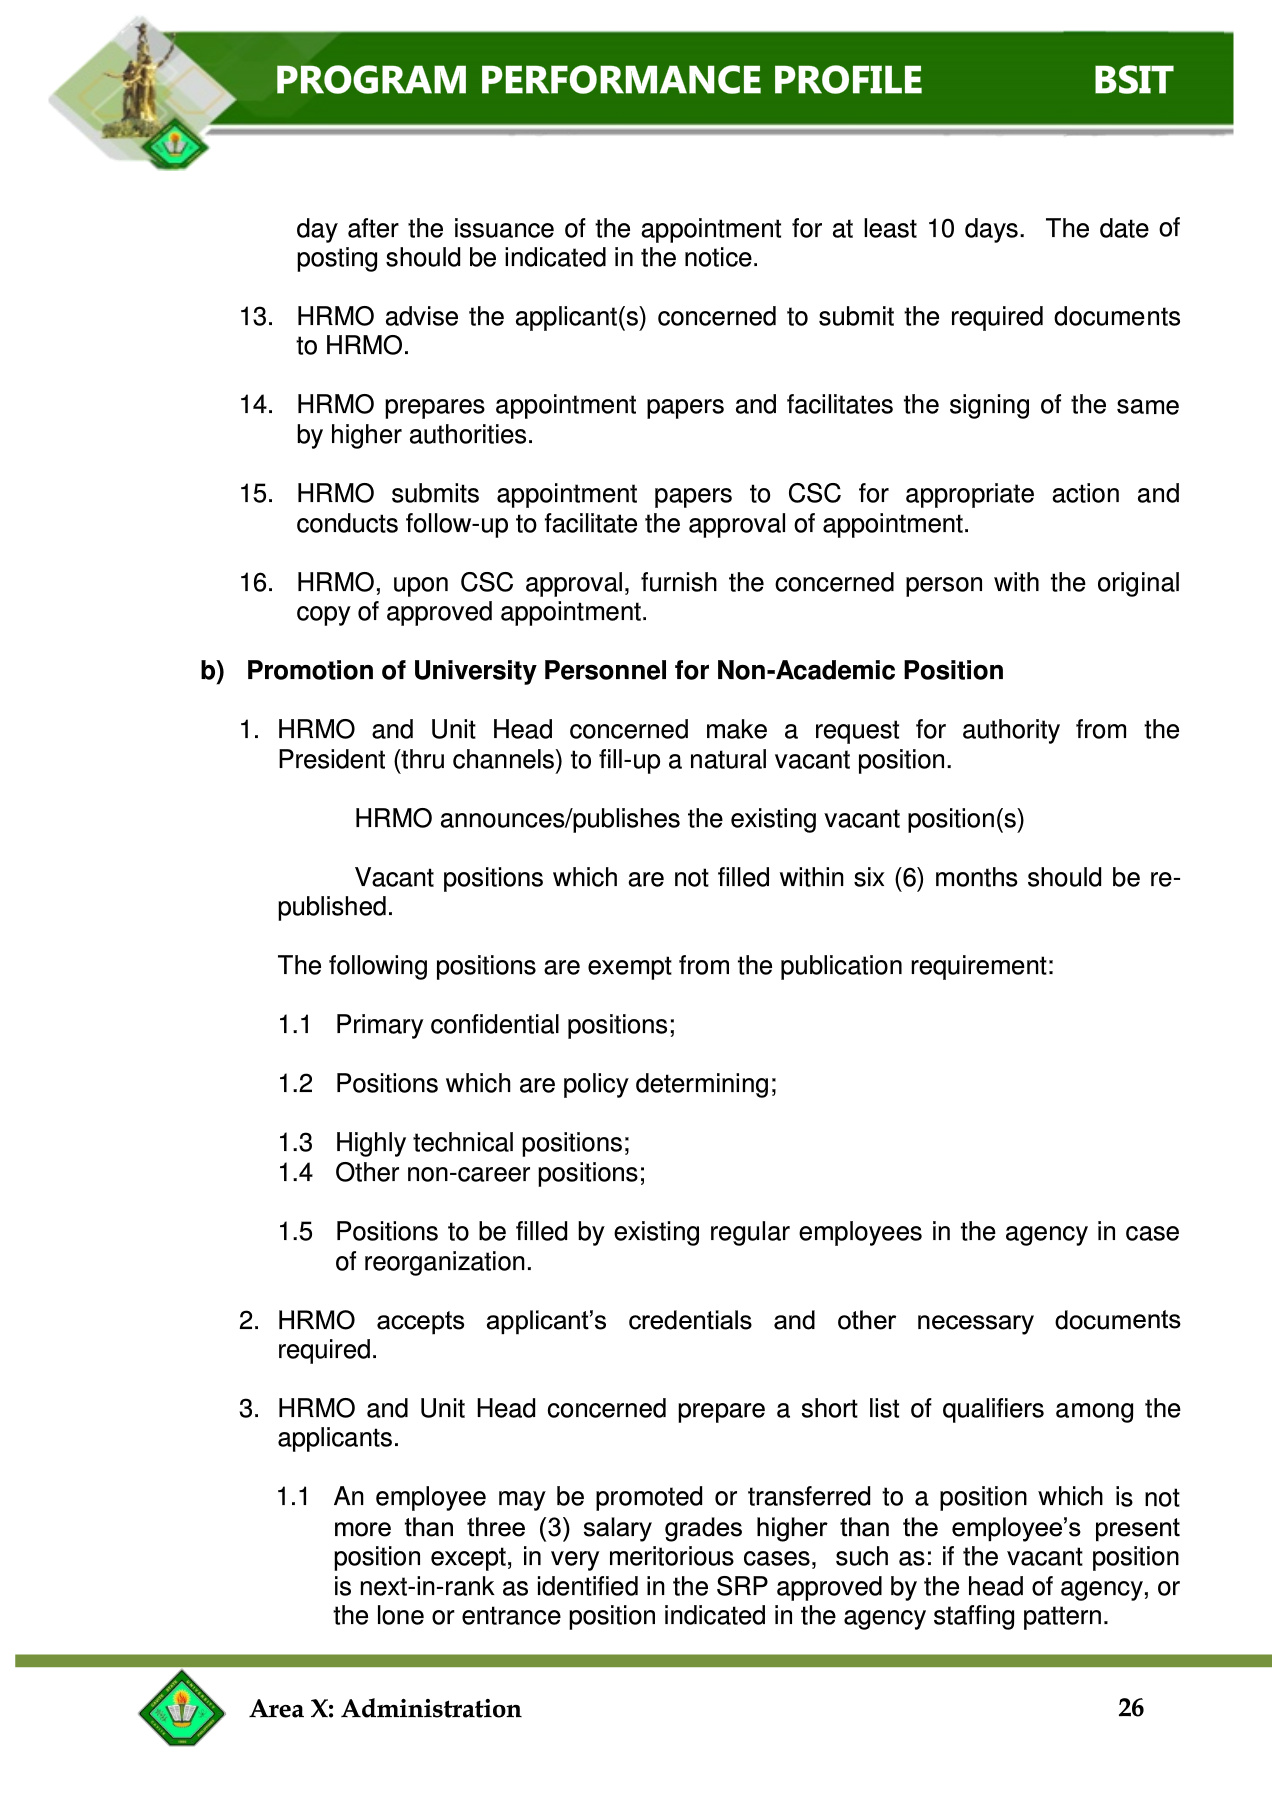 PROGRAM PERFORMANCE PROFILE BSIT
day after the issuance of the appointment for at least 10 days. The date of
posting should be indicated in the notice.
13. HRMO advise the applicant(s) concerned to submit the required documents
to HRMO.
14. HRMO prepares appointment papers and facilitates the signing of the same
by higher authorities.
15. HRMO submits appointment papers to CSC for appropriate action and
conducts follow-up to facilitate the approval of appointment.
16. HRMO, upon CSC approval, furnish the concerned person with the original
copy of approved appointment.
b) Promotion of University Personnel for Non-Academic Position
1. HRMO and Unit Head concerned make a request for authority from the
President (thru channels) to fill-up a natural vacant position.
HRMO announces/publishes the existing vacant position(s)
Vacant positions which are not filled within six (6) months should be re-
published.
The following positions are exempt from the publication requirement:
1.1 Primary confidential positions;
1.2 Positions which are policy determining;
1.3 Highly technical positions;
1.4 Other non-career positions;
1.5 Positions to be filled by existing regular employees in the agency in case
of reorganization.
2. HRMO accepts applicant’s credentials and other necessary documents
required.
3. HRMO and Unit Head concerned prepare a short list of qualifiers among the
applicants.
1.1 An employee may be promoted or transferred to a position which is not
more than three (3) salary grades higher than the employee’s present
position except, in very meritorious cases, such as: if the vacant position
is next-in-rank as identified in the SRP approved by the head of agency, or
the lone or entrance position indicated in the agency staffing pattern.
Area X: Administration 26